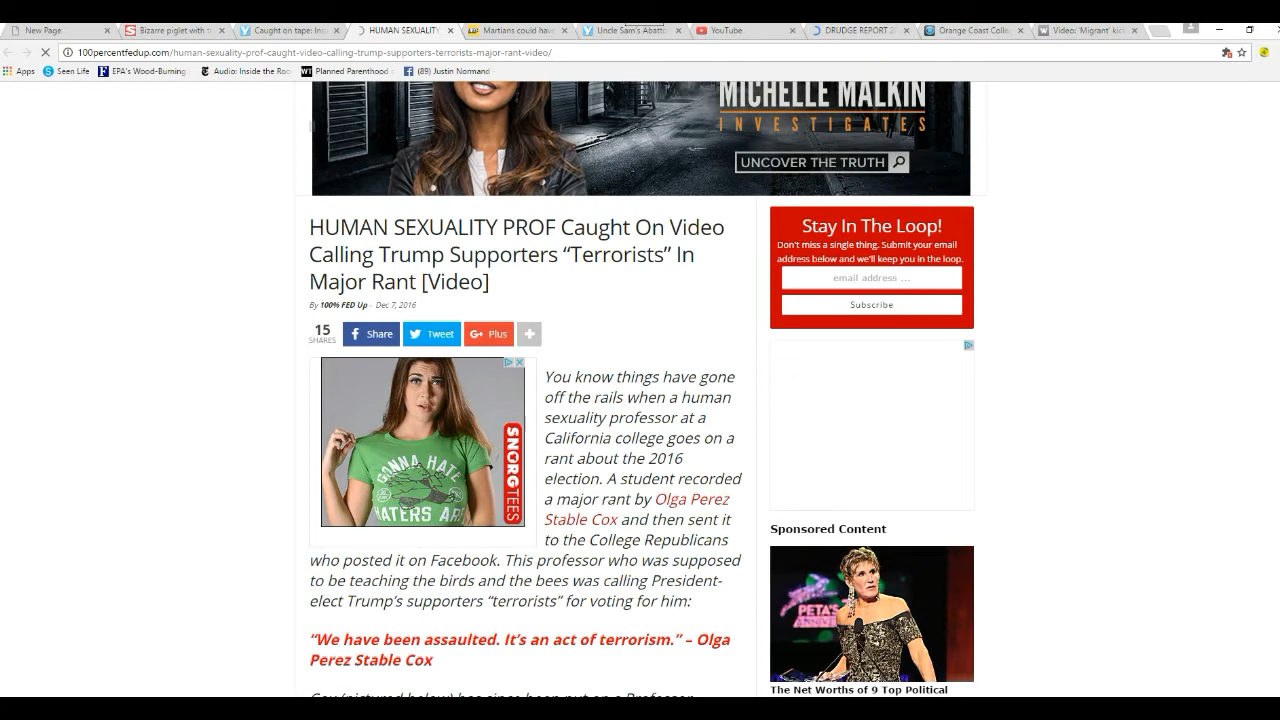 New Page
Bizarre piglet with t
Caught on tape: Insa
HUMAN SEXUALITY
Martians could have
Uncle Sam's Abatto
YouTube
DRUDGE REPORT 2
Orange Coast Colle
Video: 'Migrant' kick
100percentfedup.com/human-sexuality-prof-caught-video-calling-trump-supporters-terrorists-major-rant-video/
Apps
Seen Life
EPA's Wood-Burning
Audio: Inside the Roo
Planned Parenthood
(89) Justin Normand
MICHELLE MALKIN
INVESTIGATES
UNCOVER THE TRUTH
HUMAN SEXUALITY PROF Caught On Video
Calling Trump Supporters “Terrorists” In
Major Rant [Video]
By 100% FED Up - Dec 7, 2016
15
SHARES
Share
Tweet
G+ Plus
GONNA HATE
HATERS ARE
SNORGTEES
You know things have gone
off the rails when a human
sexuality professor at a
California college goes on a
rant about the 2016
election. A student recorded
a major rant by Olga Perez
Stable Cox and then sent it
to the College Republicans
who posted it on Facebook. This professor who was supposed
to be teaching the birds and the bees was calling President-
elect Trump’s supporters “terrorists” for voting for him:
“We have been assaulted. It’s an act of terrorism.” – Olga
Perez Stable Cox
Stay In The Loop!
Don't miss a single thing. Submit your email
address below and we'll keep you in the loop.
email address ...
Subscribe
Sponsored Content
PETA'S
The Net Worths of 9 Top Political